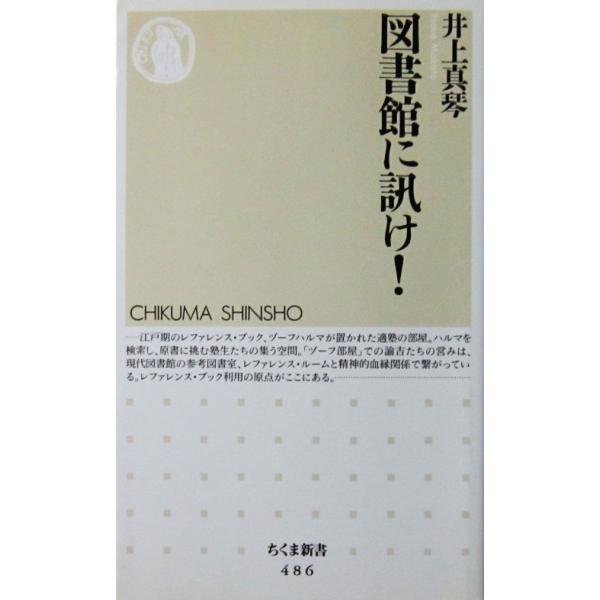 井上真琴
図書館に訊け!
CHIKUMA SHINSHO
―江戸期のレファレンス・ブック、ヅーフハルマが置かれた適塾の部屋。ハルマを
検索し、原書に挑む塾生たちの集う空間。「ヅーフ部屋」での諭吉たちの営みは、
現代図書館の参考図書室、レファレンス・ルームと精神的血縁関係で繋がってい
る。レファレンス・ブック利用の原点がここにある。
ちくま新書
486